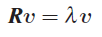 Rv = λv